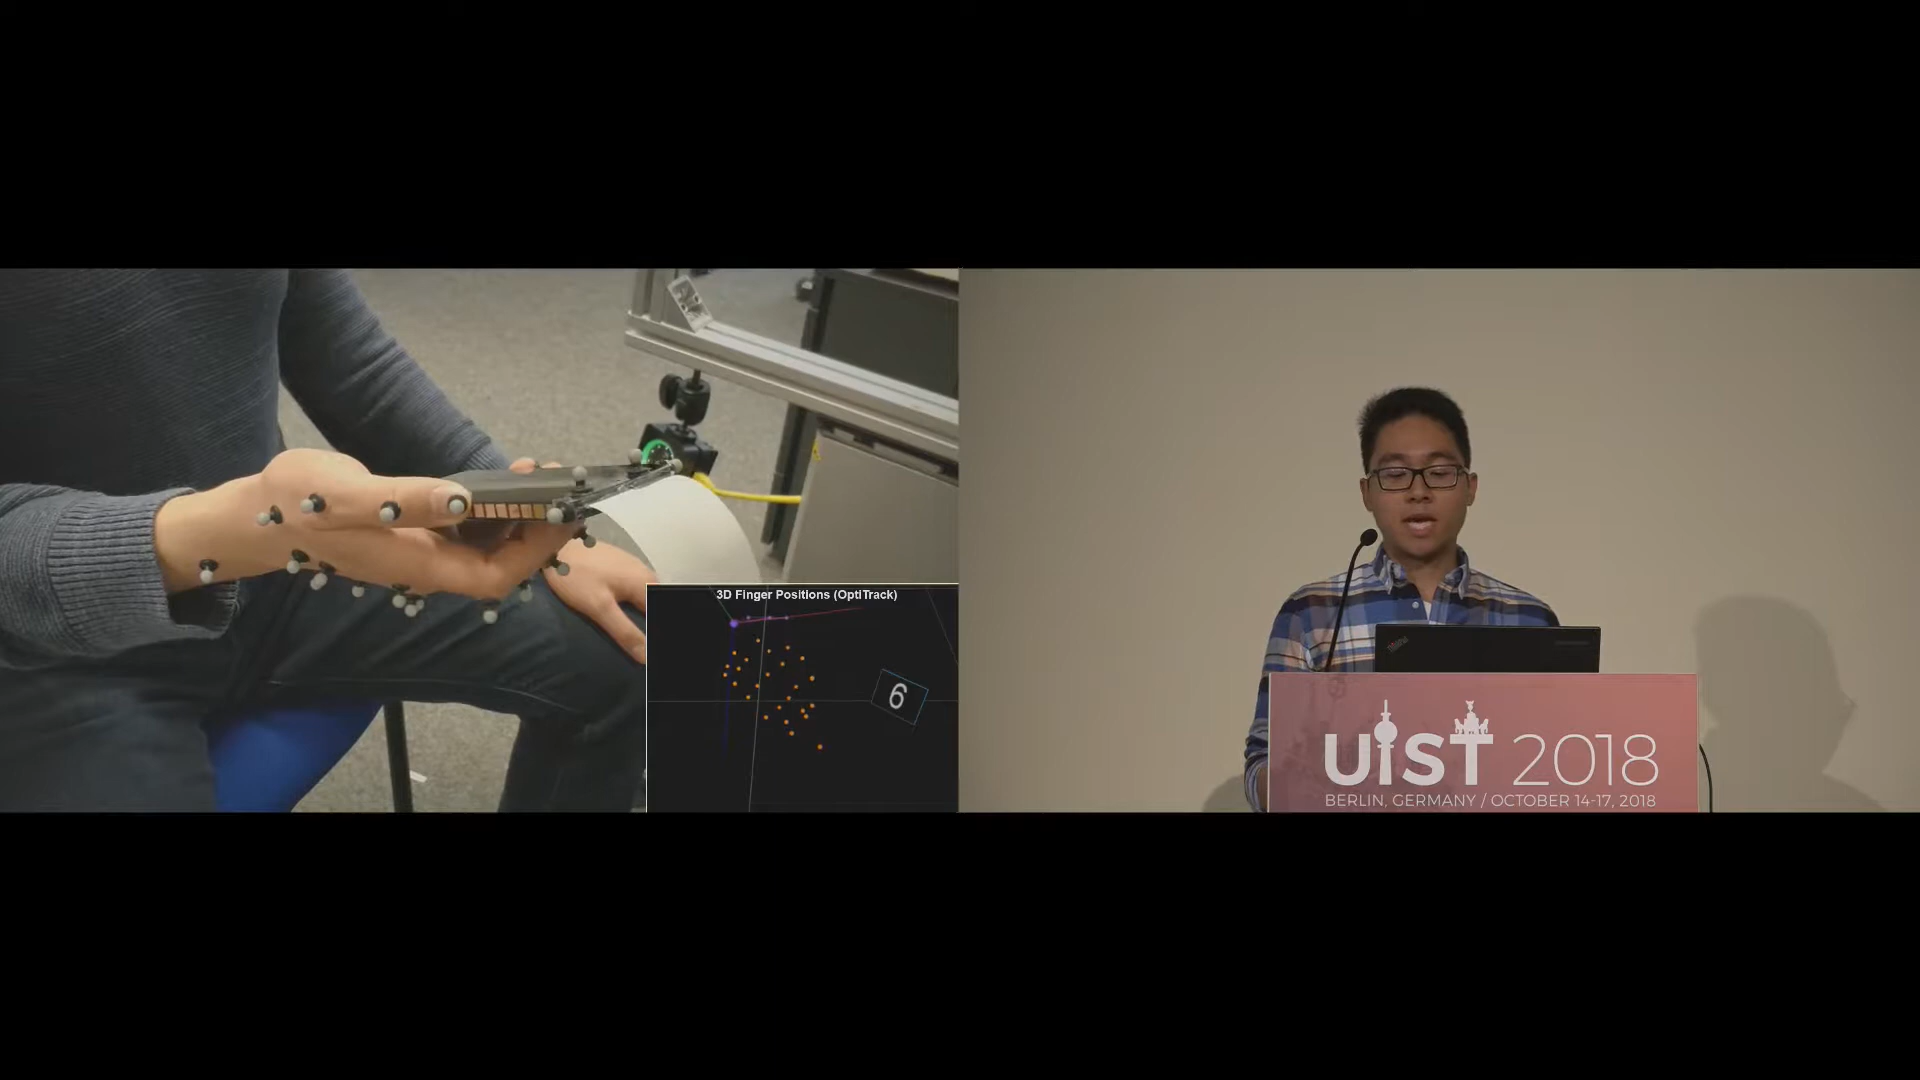 3D Finger Positions (OptiTrack)
6
UIST 2018
BERLIN, GERMANY / OCTOBER 14-17, 2018